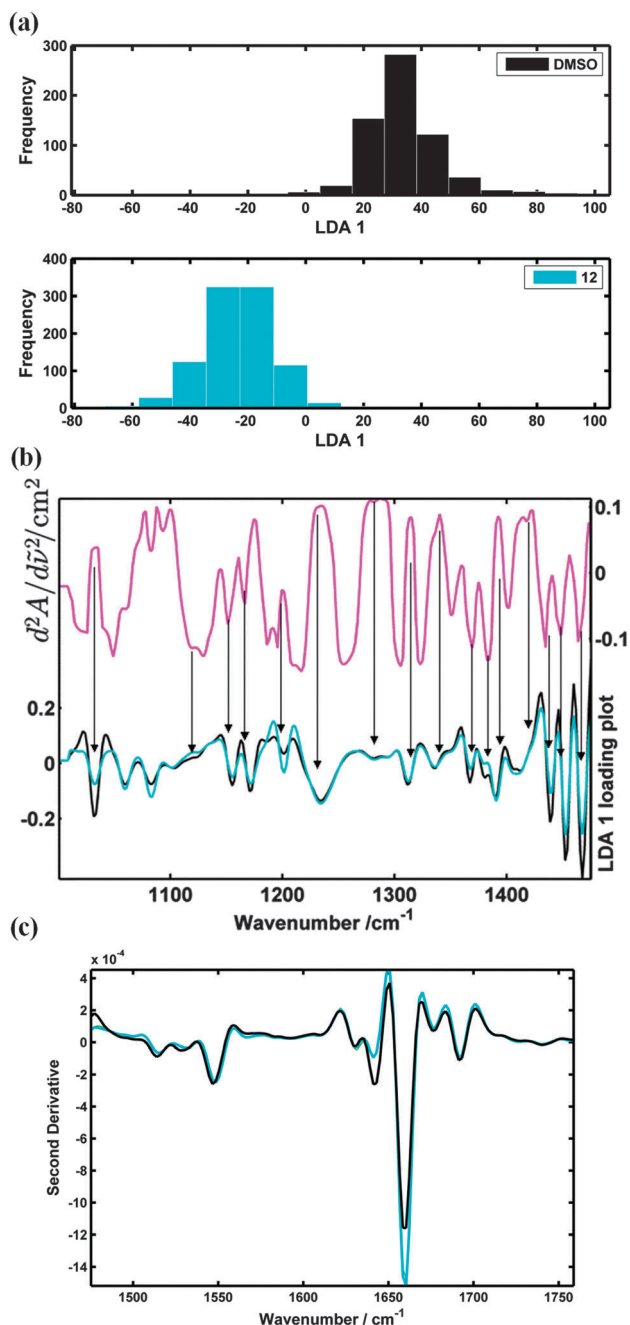 (a)
300
200
100
0
Frequency
DMSO
-80 -60 -40 -20 0 20 40 60 80 100
LDA 1
400
300
200
100
0
Frequency
12
-80 -60 -40 -20 0 20 40 60 80 100
LDA 1
(b)
d²A/dν̃²/cm²
0.2
0
-0.2
0.1
0
-0.1
LDA 1 loading plot
1100 1200 1300 1400
Wavenumber /cm⁻¹
(c)
x 10⁻⁴
4
2
0
-2
-4
-6
-8
-10
-12
-14
Second Derivative
1500 1550 1600 1650 1700 1750
Wavenumber / cm⁻¹